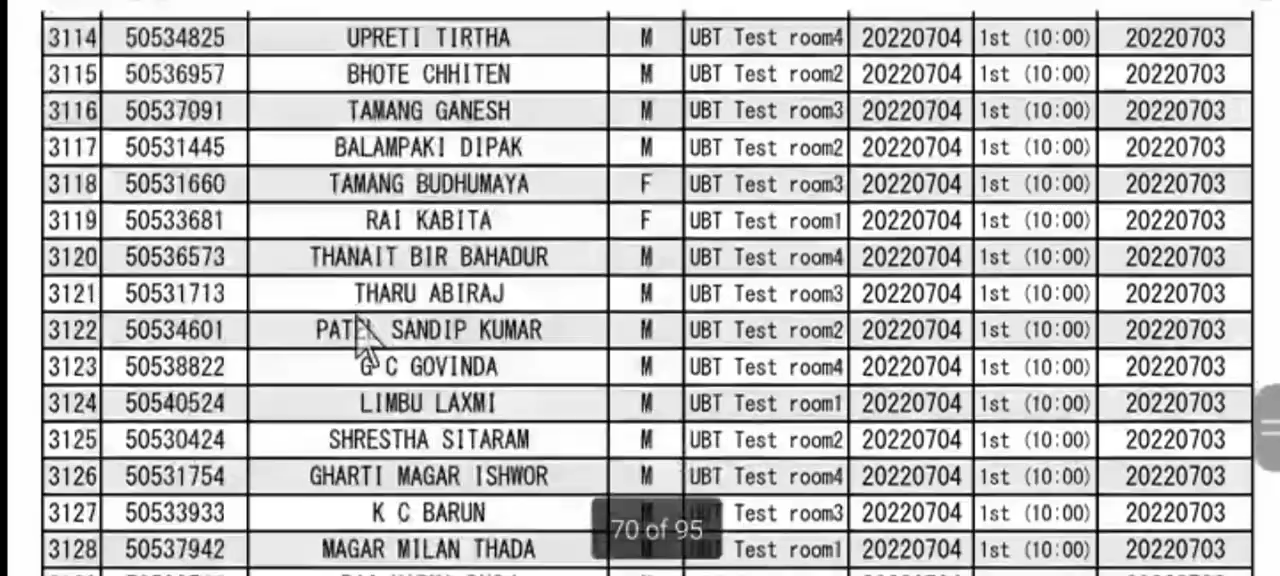 3114 50534825 UPRETI TIRTHA M UBT Test room4 20220704 1st (10:00) 20220703
3115 50536957 BHOTE CHHITEN M UBT Test room2 20220704 1st (10:00) 20220703
3116 50537091 TAMANG GANESH M UBT Test room3 20220704 1st (10:00) 20220703
3117 50531445 BALAMPAKI DIPAK M UBT Test room2 20220704 1st (10:00) 20220703
3118 50531660 TAMANG BUDHUMAYA F UBT Test room3 20220704 1st (10:00) 20220703
3119 50533681 RAI KABITA F UBT Test room1 20220704 1st (10:00) 20220703
3120 50536573 THANAIT BIR BAHADUR M UBT Test room4 20220704 1st (10:00) 20220703
3121 50531713 THARU ABIRAJ M UBT Test room3 20220704 1st (10:00) 20220703
3122 50534601 PATEL SANDIP KUMAR M UBT Test room2 20220704 1st (10:00) 20220703
3123 50538822 G C GOVINDA M UBT Test room4 20220704 1st (10:00) 20220703
3124 50540524 LIMBU LAXMI M UBT Test room1 20220704 1st (10:00) 20220703
3125 50530424 SHRESTHA SITARAM M UBT Test room2 20220704 1st (10:00) 20220703
3126 50531754 GHARTI MAGAR ISHWOR M UBT Test room4 20220704 1st (10:00) 20220703
3127 50533933 K C BARUN Test room3 20220704 1st (10:00) 20220703
70 of 95
3128 50537942 MAGAR MILAN THADA Test room1 20220704 1st (10:00) 20220703